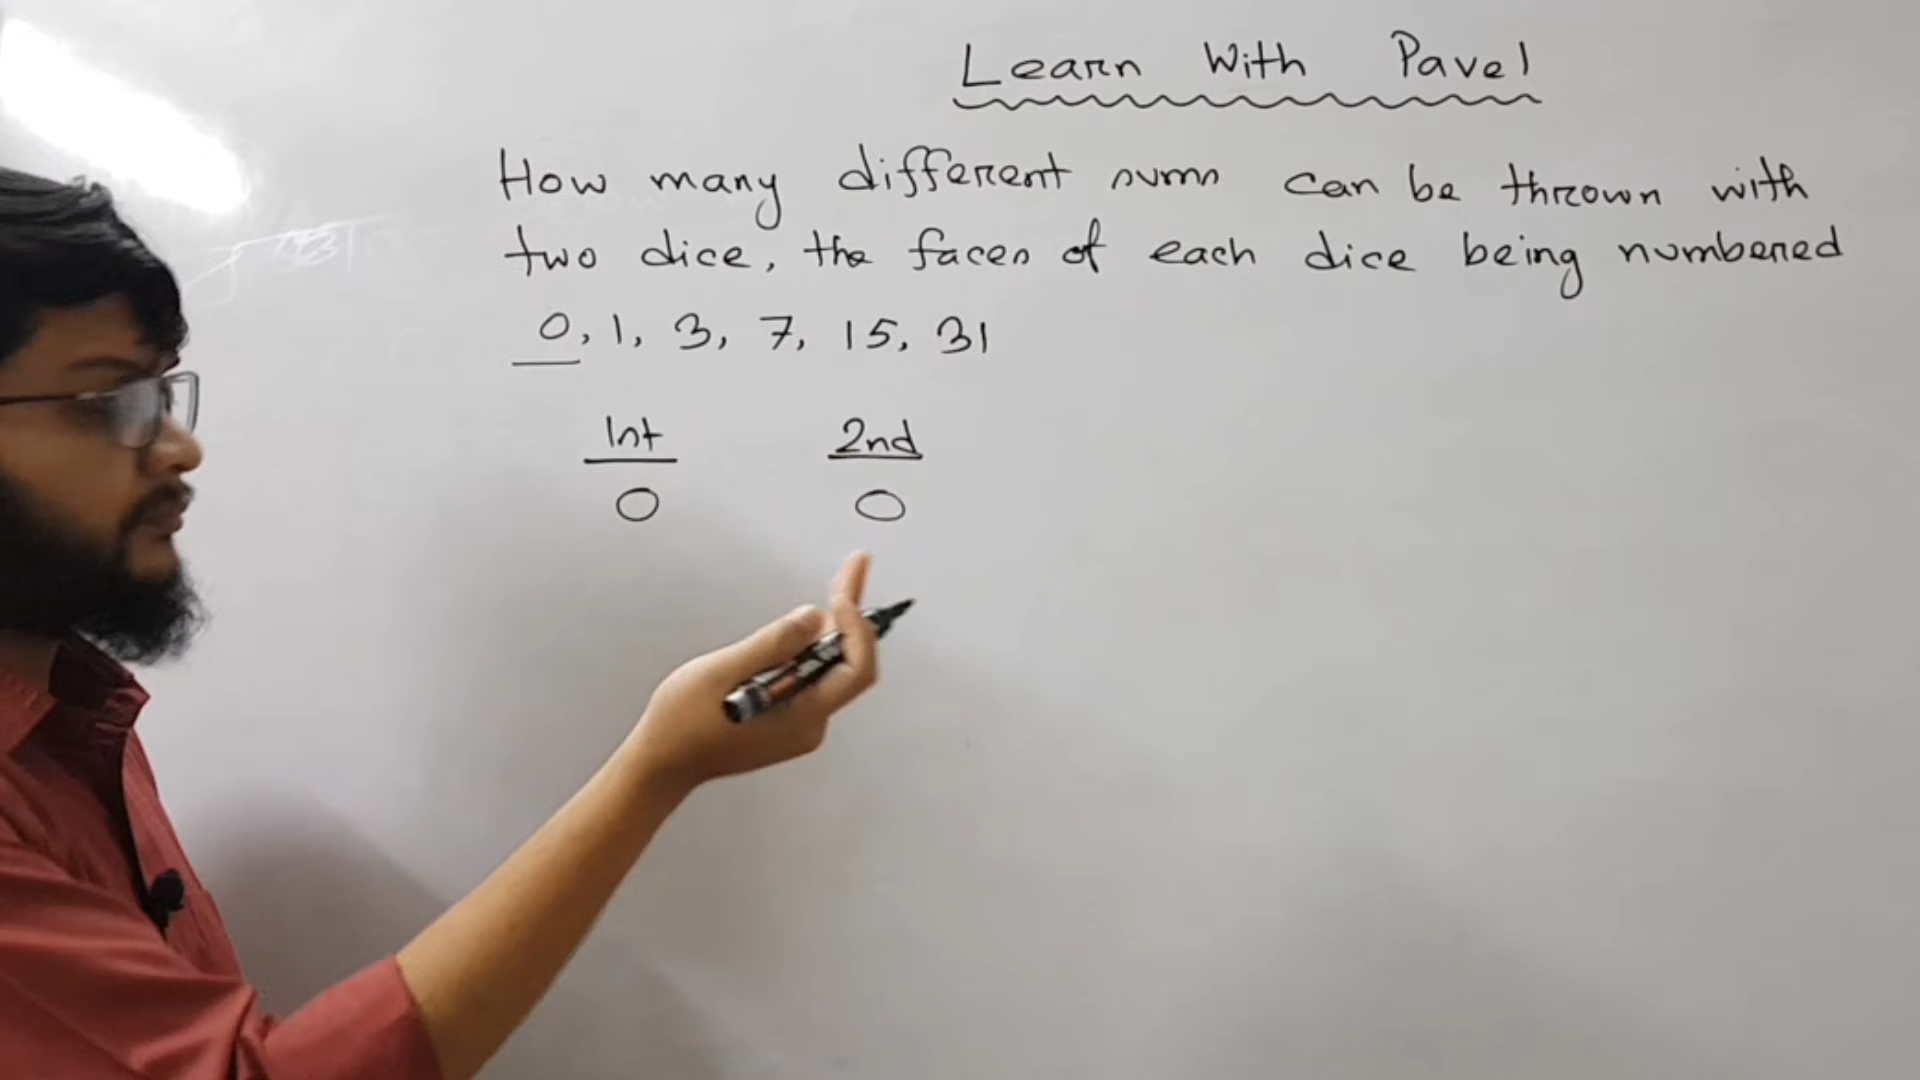 Learn With Pavel
How many different sums can be thrown with
two dice, the faces of each dice being numbered
0, 1, 3, 7, 15, 31
1st 2nd
0 0